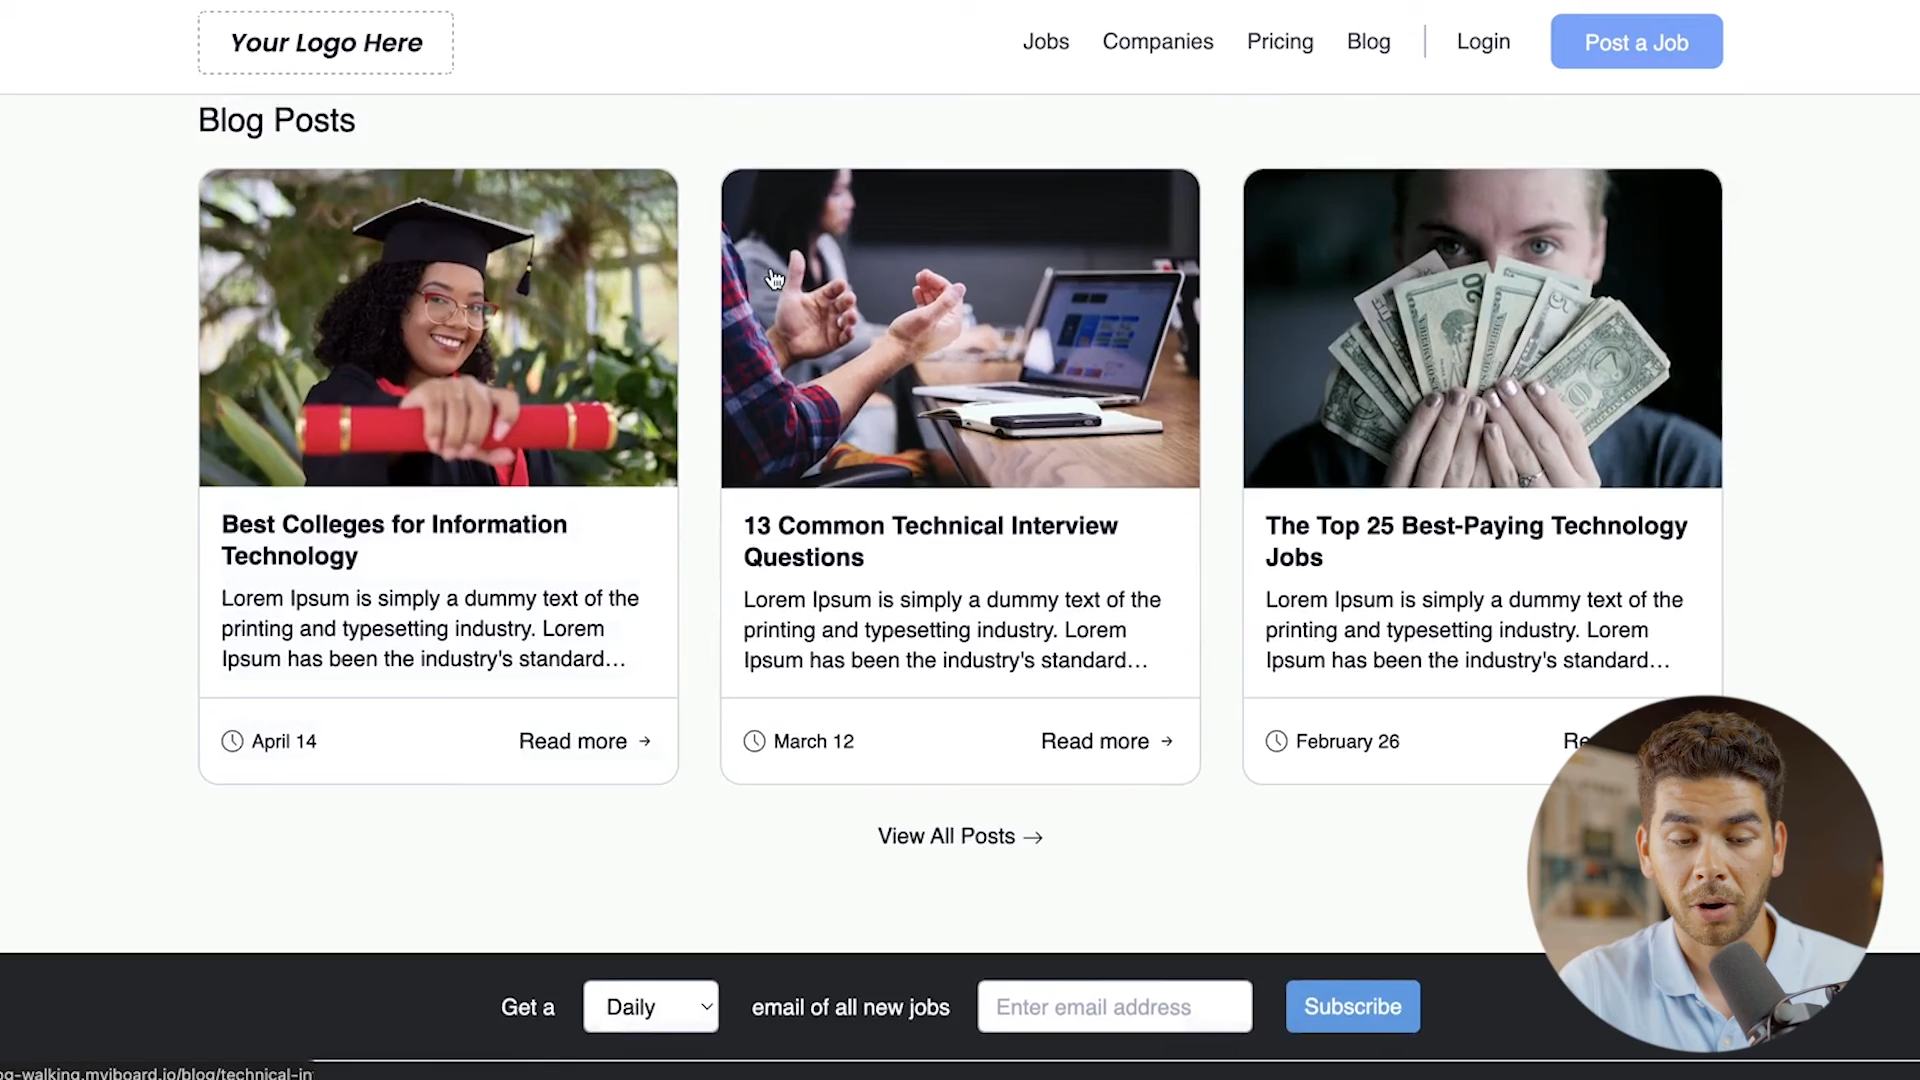 Your Logo Here
Jobs
Companies
Pricing
Blog
Login
Post a Job
Blog Posts
Best Colleges for Information
Technology
Lorem Ipsum is simply a dummy text of the
printing and typesetting industry. Lorem
Ipsum has been the industry's standard...
April 14
Read more →
13 Common Technical Interview
Questions
Lorem Ipsum is simply a dummy text of the
printing and typesetting industry. Lorem
Ipsum has been the industry's standard...
March 12
Read more →
The Top 25 Best-Paying Technology
Jobs
Lorem Ipsum is simply a dummy text of the
printing and typesetting industry. Lorem
Ipsum has been the industry's standard...
February 26
Re
View All Posts →
Get a
Daily
email of all new jobs
Enter email address
Subscribe